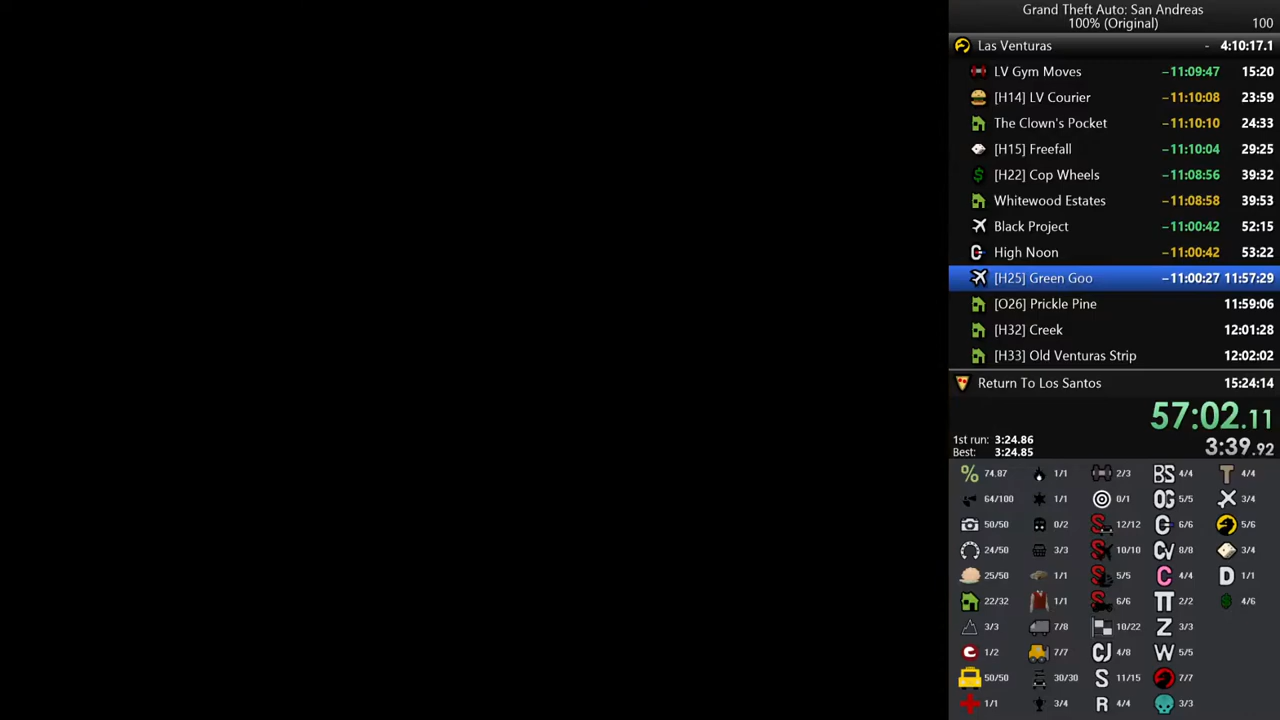 Grand Theft Auto: San Andreas
100% (Original) 100
Las Venturas - 4:10:17.1
LV Gym Moves -11:09:47 15:20
[H14] LV Courier -11:10:08 23:59
The Clown's Pocket -11:10:10 24:33
[H15] Freefall -11:10:04 29:25
[H22] Cop Wheels -11:08:56 39:32
Whitewood Estates -11:08:58 39:53
Black Project -11:00:42 52:15
High Noon -11:00:42 53:22
[H25] Green Goo -11:00:27 11:57:29
[O26] Prickle Pine 11:59:06
[H32] Creek 12:01:28
[H33] Old Venturas Strip 12:02:02
Return To Los Santos 15:24:14
57:02.11
1st run: 3:24.86
Best: 3:24.85
3:39.92
% 74.87 1/1 2/3 BS 4/4 T 4/4
64/100 1/1 0/1 OG 5/5 3/4
50/50 0/2 S 12/12 C 6/6 5/6
24/50 3/3 S 10/10 CV 8/8 3/4
25/50 1/1 S 5/5 C 4/4 D 1/1
22/32 1/1 S 6/6 2/2 4/6
3/3 7/8 10/22 Z 3/3
1/2 7/7 CJ 4/8 W 5/5
50/50 30/30 S 11/15 7/7
1/1 3/4 R 4/4 3/3